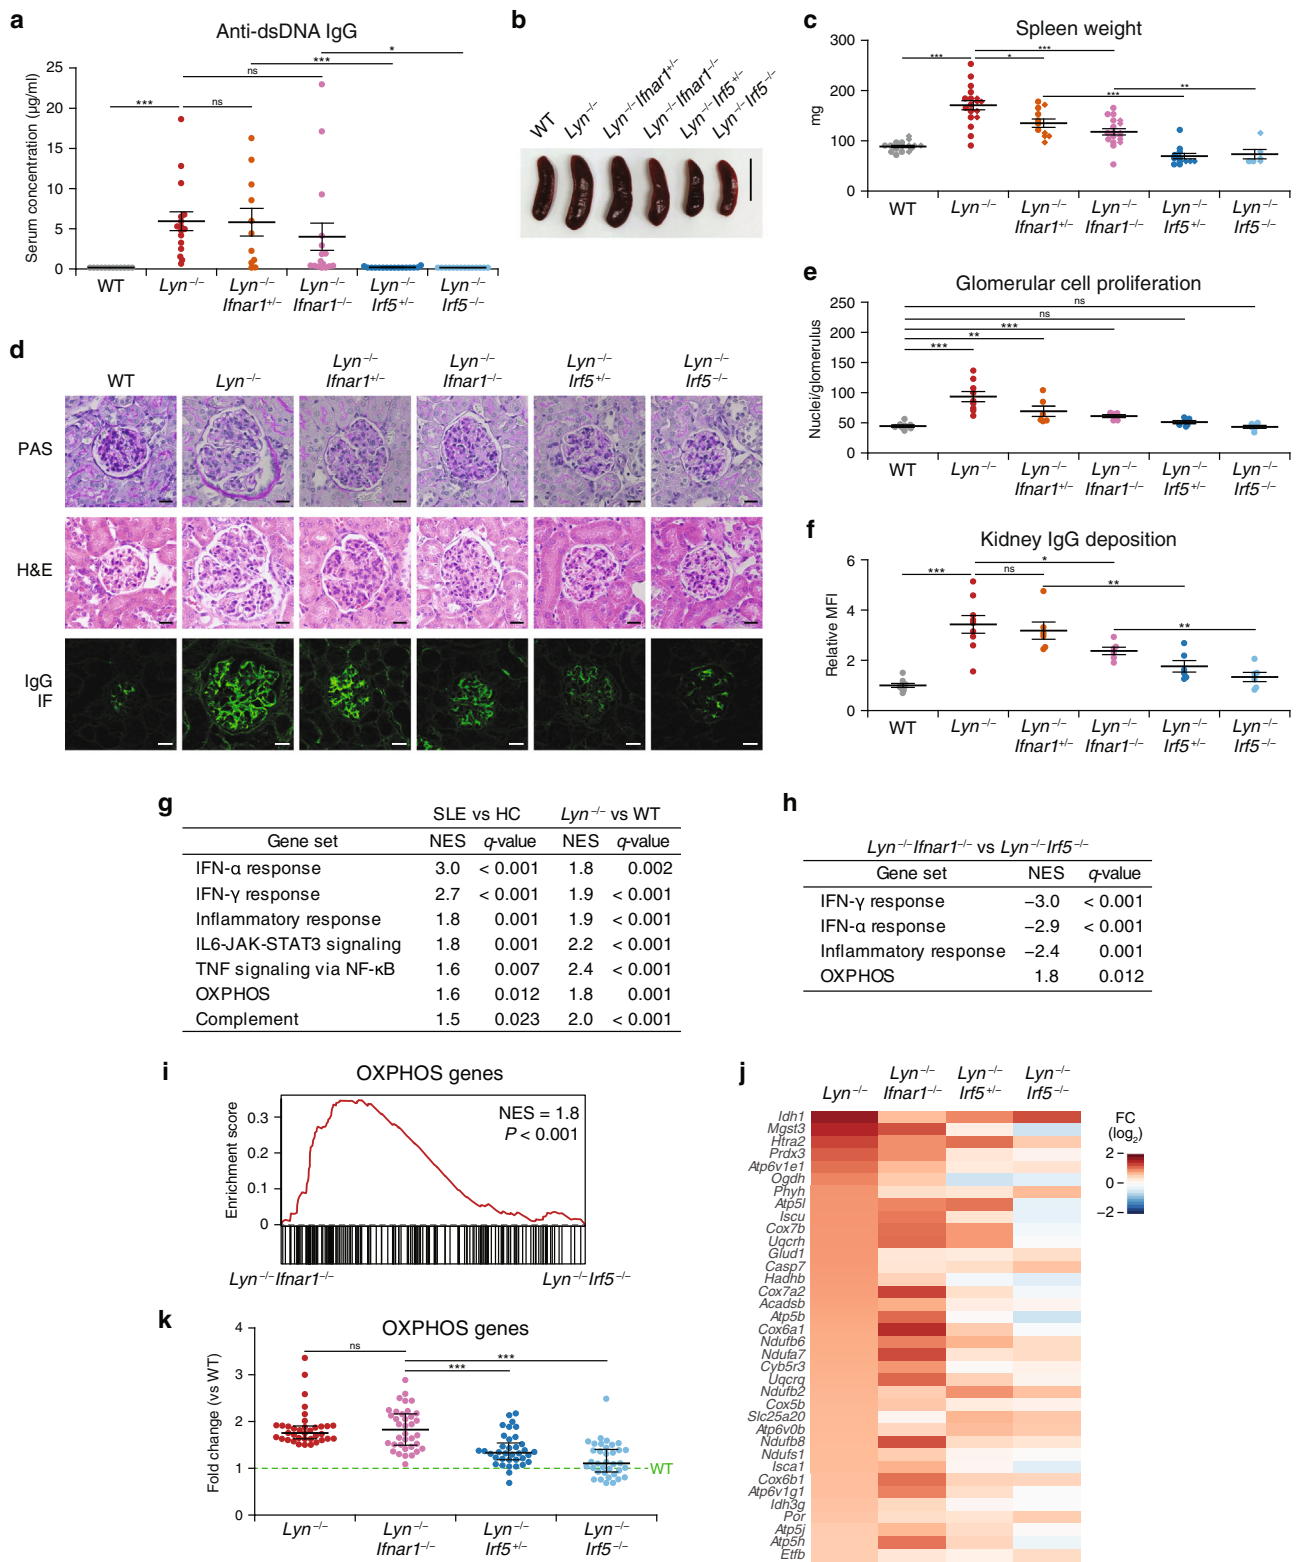 a
Anti-dsDNA IgG
Serum concentration (μg/ml)
25
20
15
10
5
0
***
ns
ns
***
*
WT
Lyn–/–
Lyn–/– Ifnar1+/–
Lyn–/– Ifnar1–/–
Lyn–/– Irf5+/–
Lyn–/– Irf5–/–
b
WT
Lyn–/–
Lyn–/–Ifnar1+/–
Lyn–/–Ifnar1–/–
Lyn–/–Irf5+/–
Lyn–/–Irf5–/–
c
Spleen weight
mg
300
200
100
0
***
***
*
***
**
WT
Lyn–/–
Lyn–/– Ifnar1+/–
Lyn–/– Ifnar1–/–
Lyn–/– Irf5+/–
Lyn–/– Irf5–/–
d
WT
Lyn–/–
Lyn–/– Ifnar1+/–
Lyn–/– Ifnar1–/–
Lyn–/– Irf5+/–
Lyn–/– Irf5–/–
PAS
H&E
IgG
IF
e
Glomerular cell proliferation
Nuclei/glomerulus
250
200
150
100
50
0
ns
ns
***
**
***
WT
Lyn–/–
Lyn–/– Ifnar1+/–
Lyn–/– Ifnar1–/–
Lyn–/– Irf5+/–
Lyn–/– Irf5–/–
f
Kidney IgG deposition
Relative MFI
6
4
2
0
***
*
ns
**
**
WT
Lyn–/–
Lyn–/– Ifnar1+/–
Lyn–/– Ifnar1–/–
Lyn–/– Irf5+/–
Lyn–/– Irf5–/–
g
SLE vs HC Lyn–/– vs WT
Gene set NES q-value NES q-value
IFN-α response 3.0 < 0.001 1.8 0.002
IFN-γ response 2.7 < 0.001 1.9 < 0.001
Inflammatory response 1.8 0.001 1.9 < 0.001
IL6-JAK-STAT3 signaling 1.8 0.001 2.2 < 0.001
TNF signaling via NF-κB 1.6 0.007 2.4 < 0.001
OXPHOS 1.6 0.012 1.8 0.001
Complement 1.5 0.023 2.0 < 0.001
h
Lyn–/–Ifnar1–/– vs Lyn–/–Irf5–/–
Gene set NES q-value
IFN-γ response –3.0 < 0.001
IFN-α response –2.9 < 0.001
Inflammatory response –2.4 0.001
OXPHOS 1.8 0.012
i
OXPHOS genes
Enrichment score
0.3
0.2
0.1
0
NES = 1.8
P < 0.001
Lyn–/–Ifnar1–/–
Lyn–/–Irf5–/–
j
Lyn–/–
Lyn–/– Ifnar1–/–
Lyn–/– Irf5+/–
Lyn–/– Irf5–/–
Idh1
Mgst3
Htra2
Prdx3
Atp6v1e1
Ogdh
Phyh
Atp5l
Iscu
Cox7b
Uqcrh
Glud1
Casp7
Hadhb
Cox7a2
Acadsb
Atp5b
Cox6a1
Ndufb6
Ndufa7
Cyb5r3
Uqcrq
Ndufb2
Cox5b
Slc25a20
Atp6v0b
Ndufb8
Ndufs1
Isca1
Cox6b1
Atp6v1g1
Idh3g
Por
Atp5j
Atp5h
Etfb
FC
(log2)
2
0
–2
k
OXPHOS genes
Fold change (vs WT)
4
3
2
1
0
ns
***
***
WT
Lyn–/–
Lyn–/– Ifnar1–/–
Lyn–/– Irf5+/–
Lyn–/– Irf5–/–